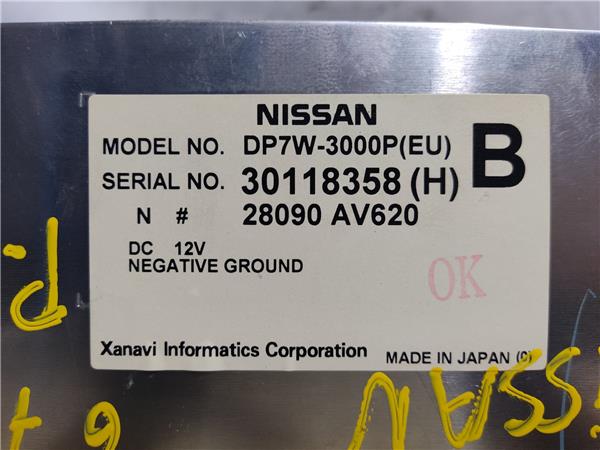 NISSAN
MODEL NO. DP7W-3000P(EU) B
SERIAL NO. 30118358 (H)
N # 28090 AV620
DC 12V
NEGATIVE GROUND
OK
Xanavi Informatics Corporation MADE IN JAPAN (0)